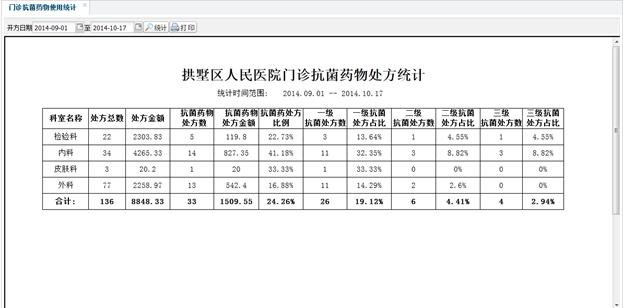 门诊抗菌药物使用统计
开方日期 2014-09-01 至 2014-10-17 统计 打印
拱墅区人民医院门诊抗菌药物处方统计
统计时间范围: 2014.09.01 -- 2014.10.17
科室名称 处方总数 处方金额 抗菌药物处方数 抗菌药物处方金额 抗菌药处方比例 一级抗菌处方数 一级抗菌处方占比 二级抗菌处方数 二级抗菌处方占比 三级抗菌处方数 三级抗菌处方占比
检验科 22 2303.83 5 119.8 22.73% 3 13.64% 1 4.55% 1 4.55%
内科 34 4265.33 14 827.35 41.18% 11 32.35% 3 8.82% 3 8.82%
皮肤科 3 20.2 1 20 33.33% 1 33.33% 0 0% 0 0%
外科 77 2258.97 13 542.4 16.88% 11 14.29% 2 2.6% 0 0%
合计: 136 8848.33 33 1509.55 24.26% 26 19.12% 6 4.41% 4 2.94%